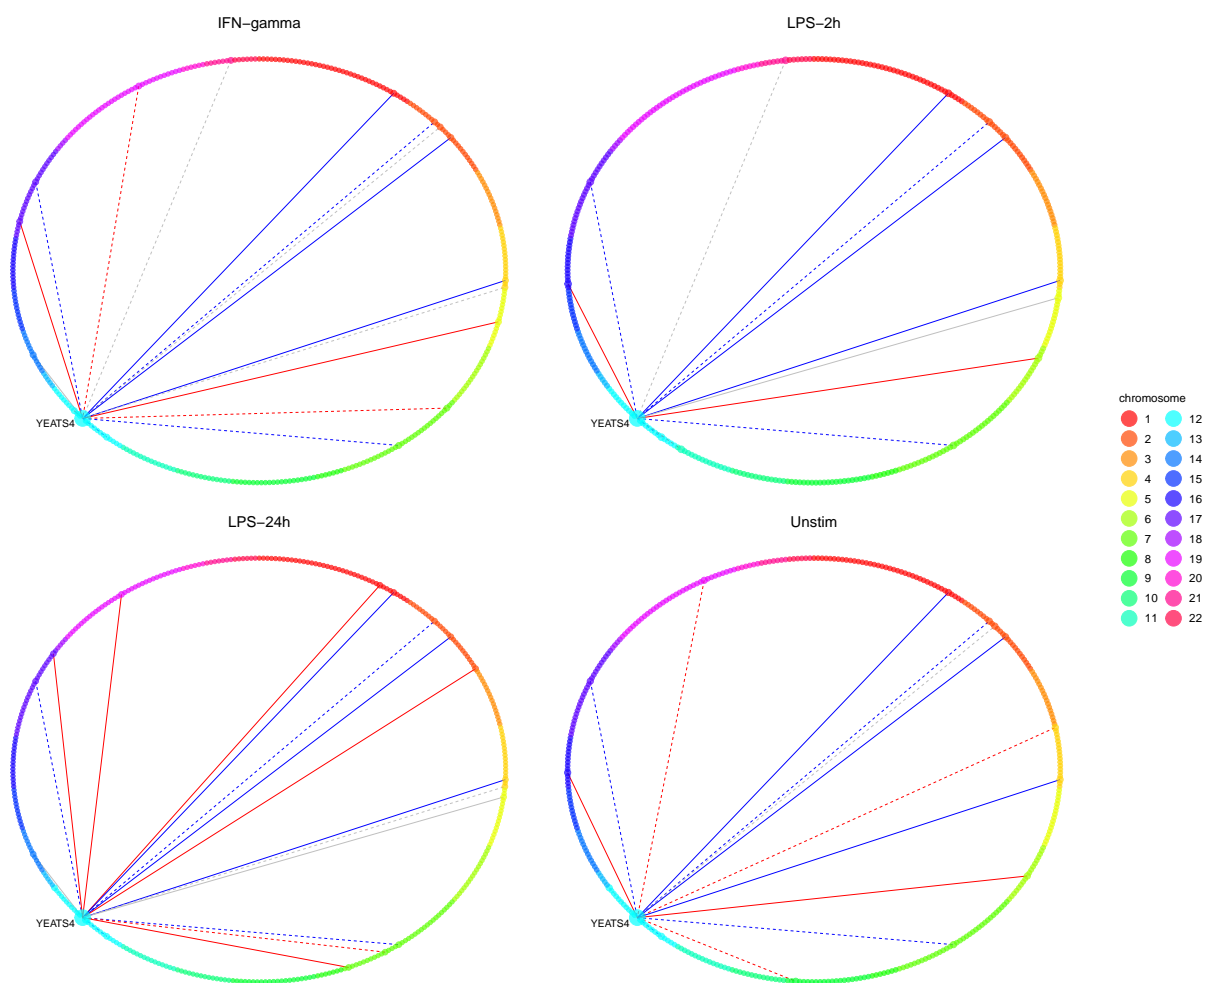 IFN−gamma
LPS−2h
YEATS4
YEATS4
chromosome
1 12
2 13
3 14
4 15
5 16
6 17
7 18
8 19
9 20
10 21
11 22
LPS−24h
Unstim
YEATS4
YEATS4